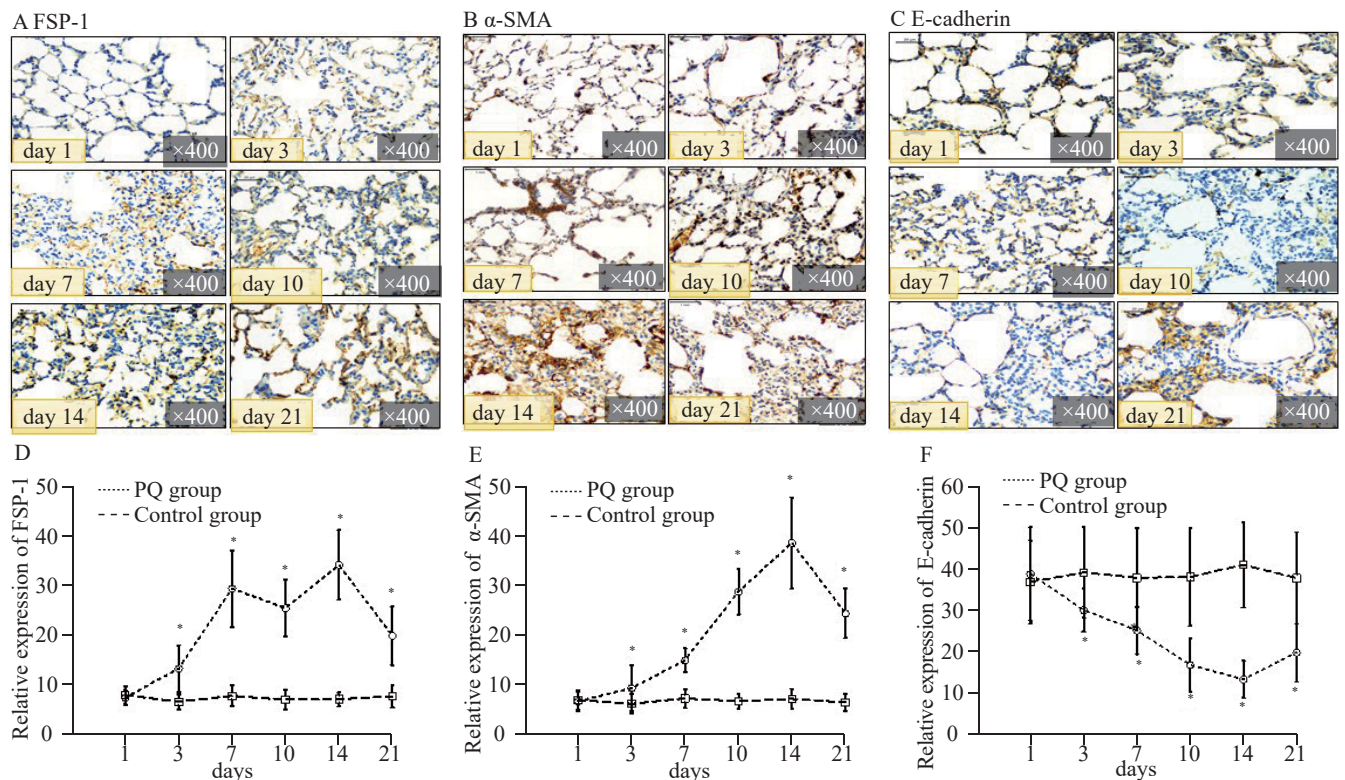 A FSP-1
B α-SMA
C E-cadherin
day 1
×400
day 3
×400
day 1
×400
day 3
×400
day 1
×400
day 3
×400
day 7
×400
day 10
×400
day 7
×400
day 10
×400
day 7
×400
day 10
×400
day 14
×400
day 21
×400
day 14
×400
day 21
×400
day 14
×400
day 21
×400
D
Relative expression of FSP-1
50
40
30
20
10
0
PQ group
Control group
*
*
*
*
*
1
3
7
10
14
21
days
E
Relative expression of α-SMA
50
40
30
20
10
0
PQ group
Control group
*
*
*
*
*
1
3
7
10
14
21
days
F
Relative expression of E-cadherin
60
50
40
30
20
10
0
PQ group
Control group
*
*
*
*
*
1
3
7
10
14
21
days